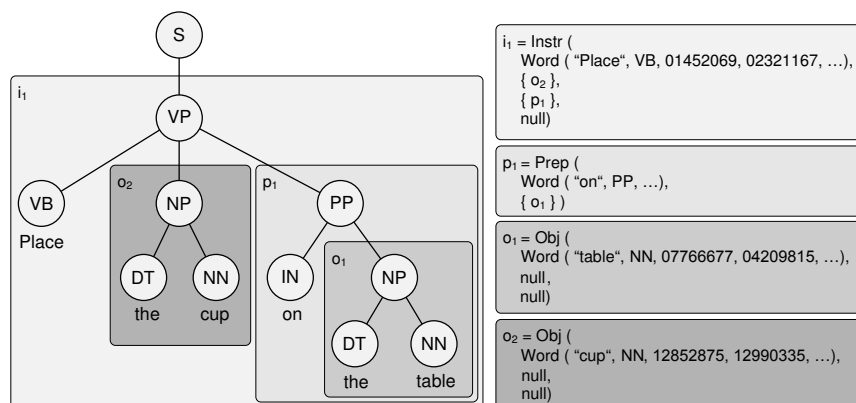 S
i1
VP
o2
p1
VB
NP
PP
Place
o1
DT
NN
IN
NP
the
cup
on
DT
NN
the
table
i1 = Instr (
Word ( “Place“, VB, 01452069, 02321167, …),
{ o2 },
{ p1 },
null)
p1 = Prep (
Word ( “on“, PP, …),
{ o1 } )
o1 = Obj (
Word ( “table“, NN, 07766677, 04209815, …),
null,
null)
o2 = Obj (
Word ( “cup“, NN, 12852875, 12990335, …),
null,
null)